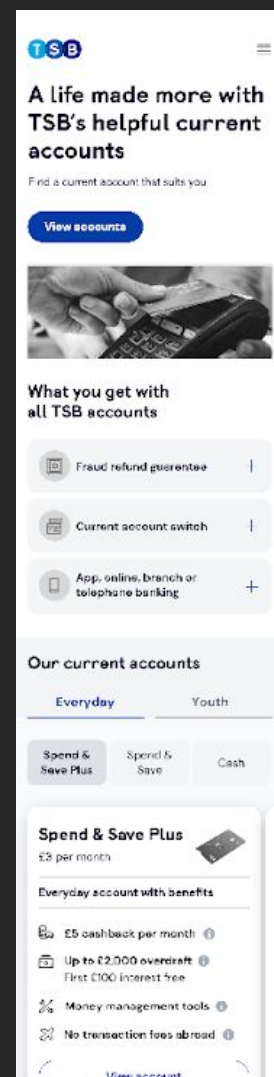 TSB
A life made more with
TSB's helpful current
accounts
Find a current account that suits you
View accounts
What you get with
all TSB accounts
Fraud refund guarantee
Current account switch
App, online, branch or
telephone banking
Our current accounts
Everyday Youth
Spend & Save Plus
Spend & Save
Cash
Spend & Save Plus
£3 per month
Everyday account with benefits
£5 cashback per month
Up to £2,000 overdraft
First £100 interest free
Money management tools
No transaction fees abroad
View account